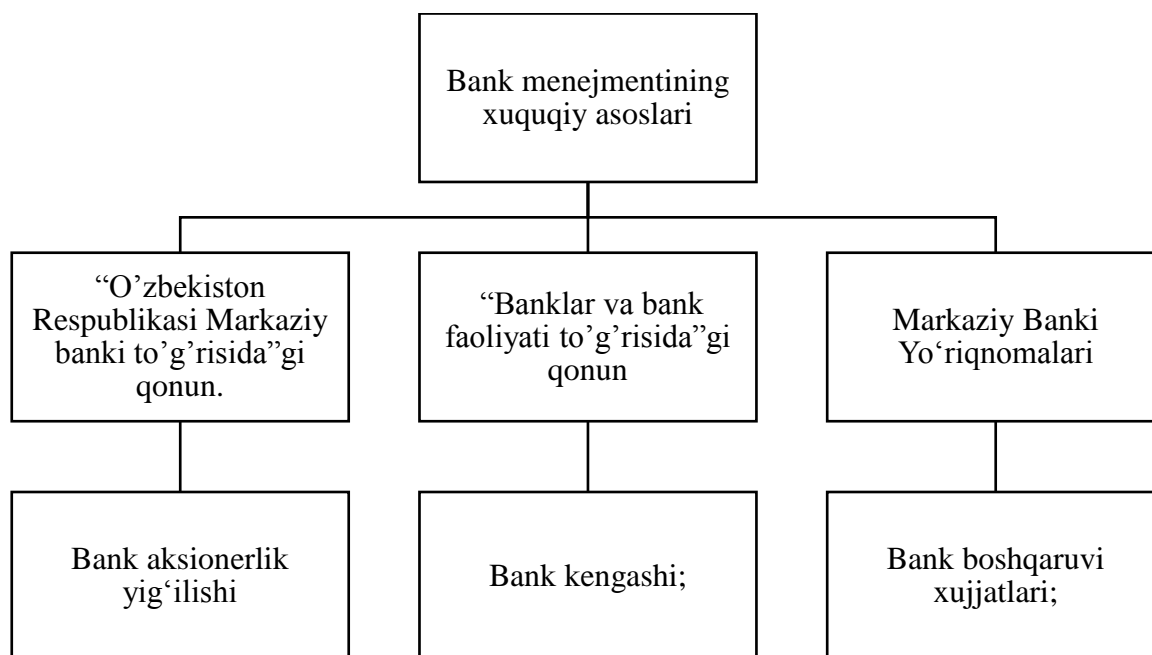 Bank menejmentining
xuquqiy asoslari
“O’zbekiston
Respublikasi Markaziy
banki to’g’risida”gi
qonun.
“Banklar va bank
faoliyati to’g’risida”gi
qonun
Markaziy Banki
Yo‘riqnomalari
Bank aksionerlik
yig‘ilishi
Bank kengashi;
Bank boshqaruvi
xujjatlari;